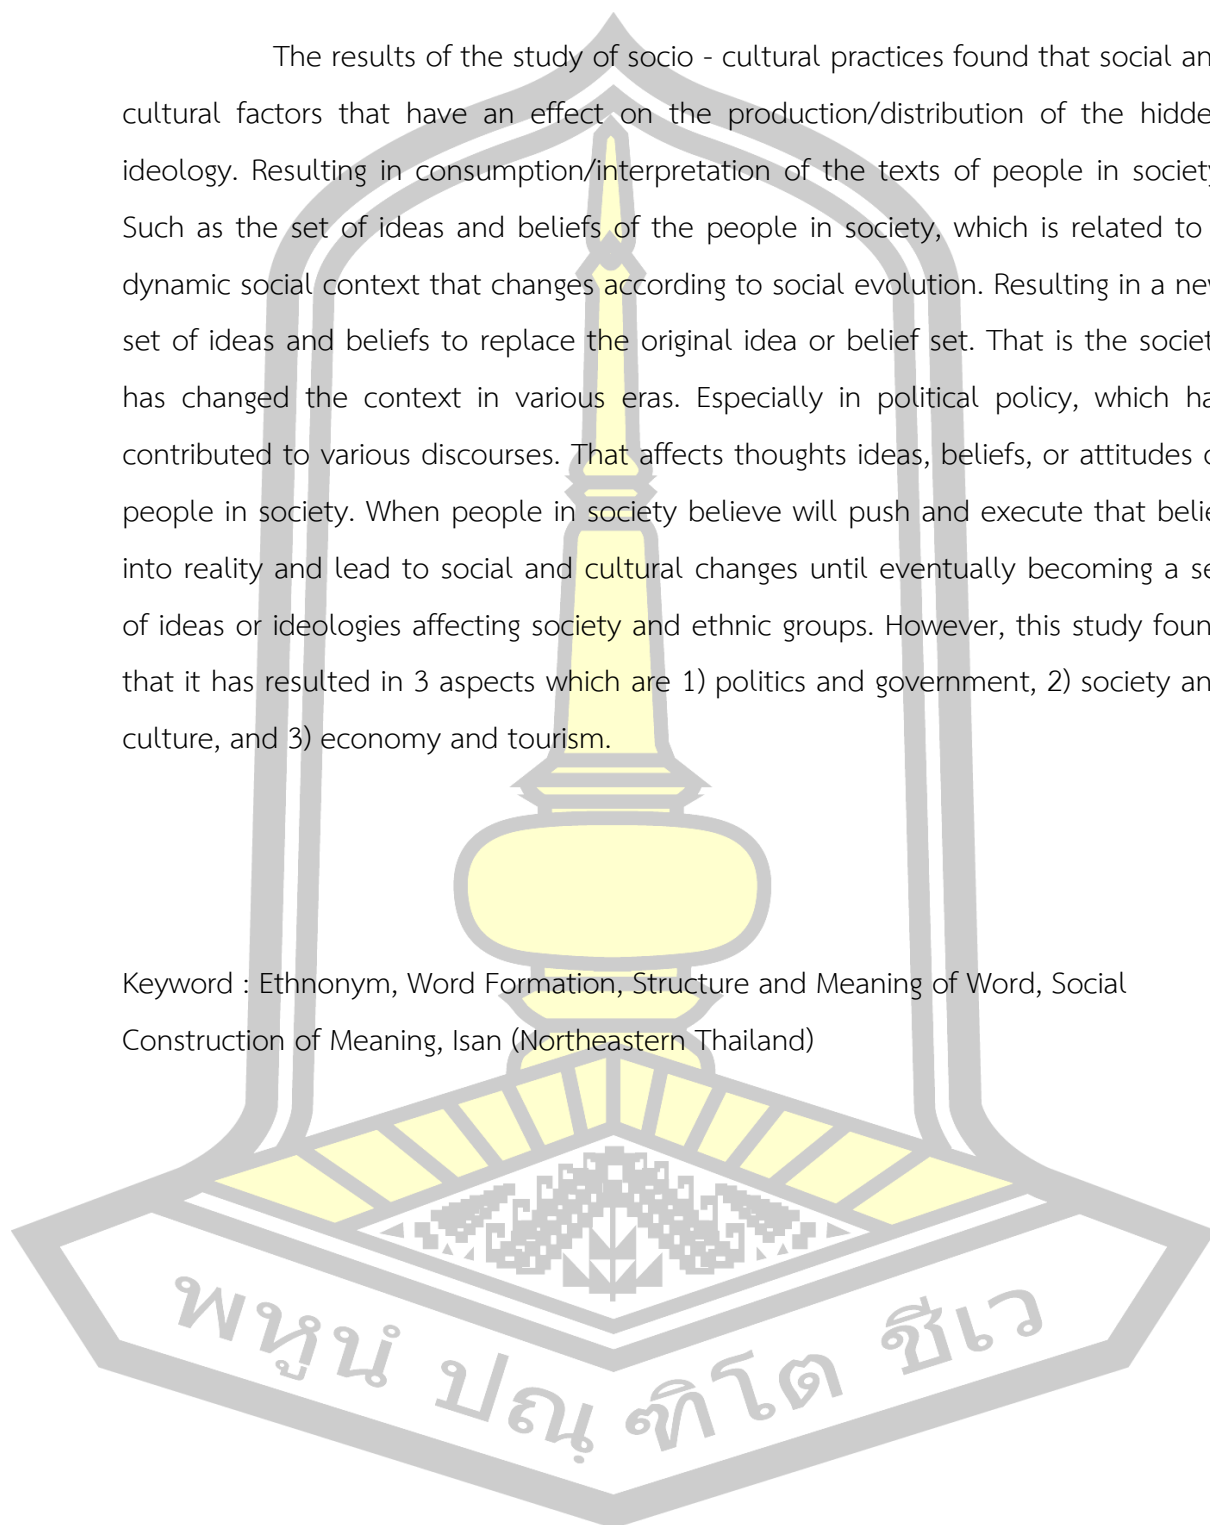 The results of the study of socio - cultural practices found that social an
cultural factors that have an effect on the production/distribution of the hidde
ideology. Resulting in consumption/interpretation of the texts of people in society
Such as the set of ideas and beliefs of the people in society, which is related to
dynamic social context that changes according to social evolution. Resulting in a new
set of ideas and beliefs to replace the original idea or belief set. That is the societ
has changed the context in various eras. Especially in political policy, which ha
contributed to various discourses. That affects thoughts ideas, beliefs, or attitudes o
people in society. When people in society believe will push and execute that belie
into reality and lead to social and cultural changes until eventually becoming a se
of ideas or ideologies affecting society and ethnic groups. However, this study foun
that it has resulted in 3 aspects which are 1) politics and government, 2) society an
culture, and 3) economy and tourism.
Keyword : Ethnonym, Word Formation, Structure and Meaning of Word, Social
Construction of Meaning, Isan (Northeastern Thailand)
พหูนํ ปณฺฑิโต ชีเว